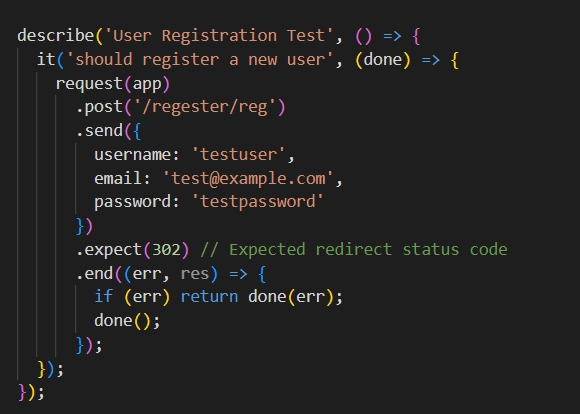 describe('User Registration Test', () => {
  it('should register a new user', (done) => {
    request(app)
      .post('/regester/reg')
      .send({
        username: 'testuser',
        email: 'test@example.com',
        password: 'testpassword'
      })
      .expect(302) // Expected redirect status code
      .end((err, res) => {
        if (err) return done(err);
        done();
      });
  });
});